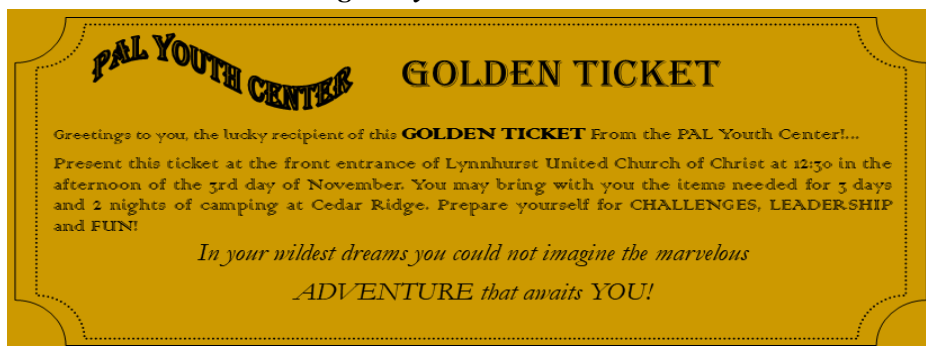 PAL YOUTH CENTER
GOLDEN TICKET
Greetings to you, the lucky recipient of this GOLDEN TICKET From the PAL Youth Center!...
Present this ticket at the front entrance of Lynnhurst United Church of Christ at 12:30 in the
afternoon of the 3rd day of November. You may bring with you the items needed for 3 days
and 2 nights of camping at Cedar Ridge. Prepare yourself for CHALLENGES, LEADERSHIP
and FUN!
In your wildest dreams you could not imagine the marvelous
ADVENTURE that awaits YOU!